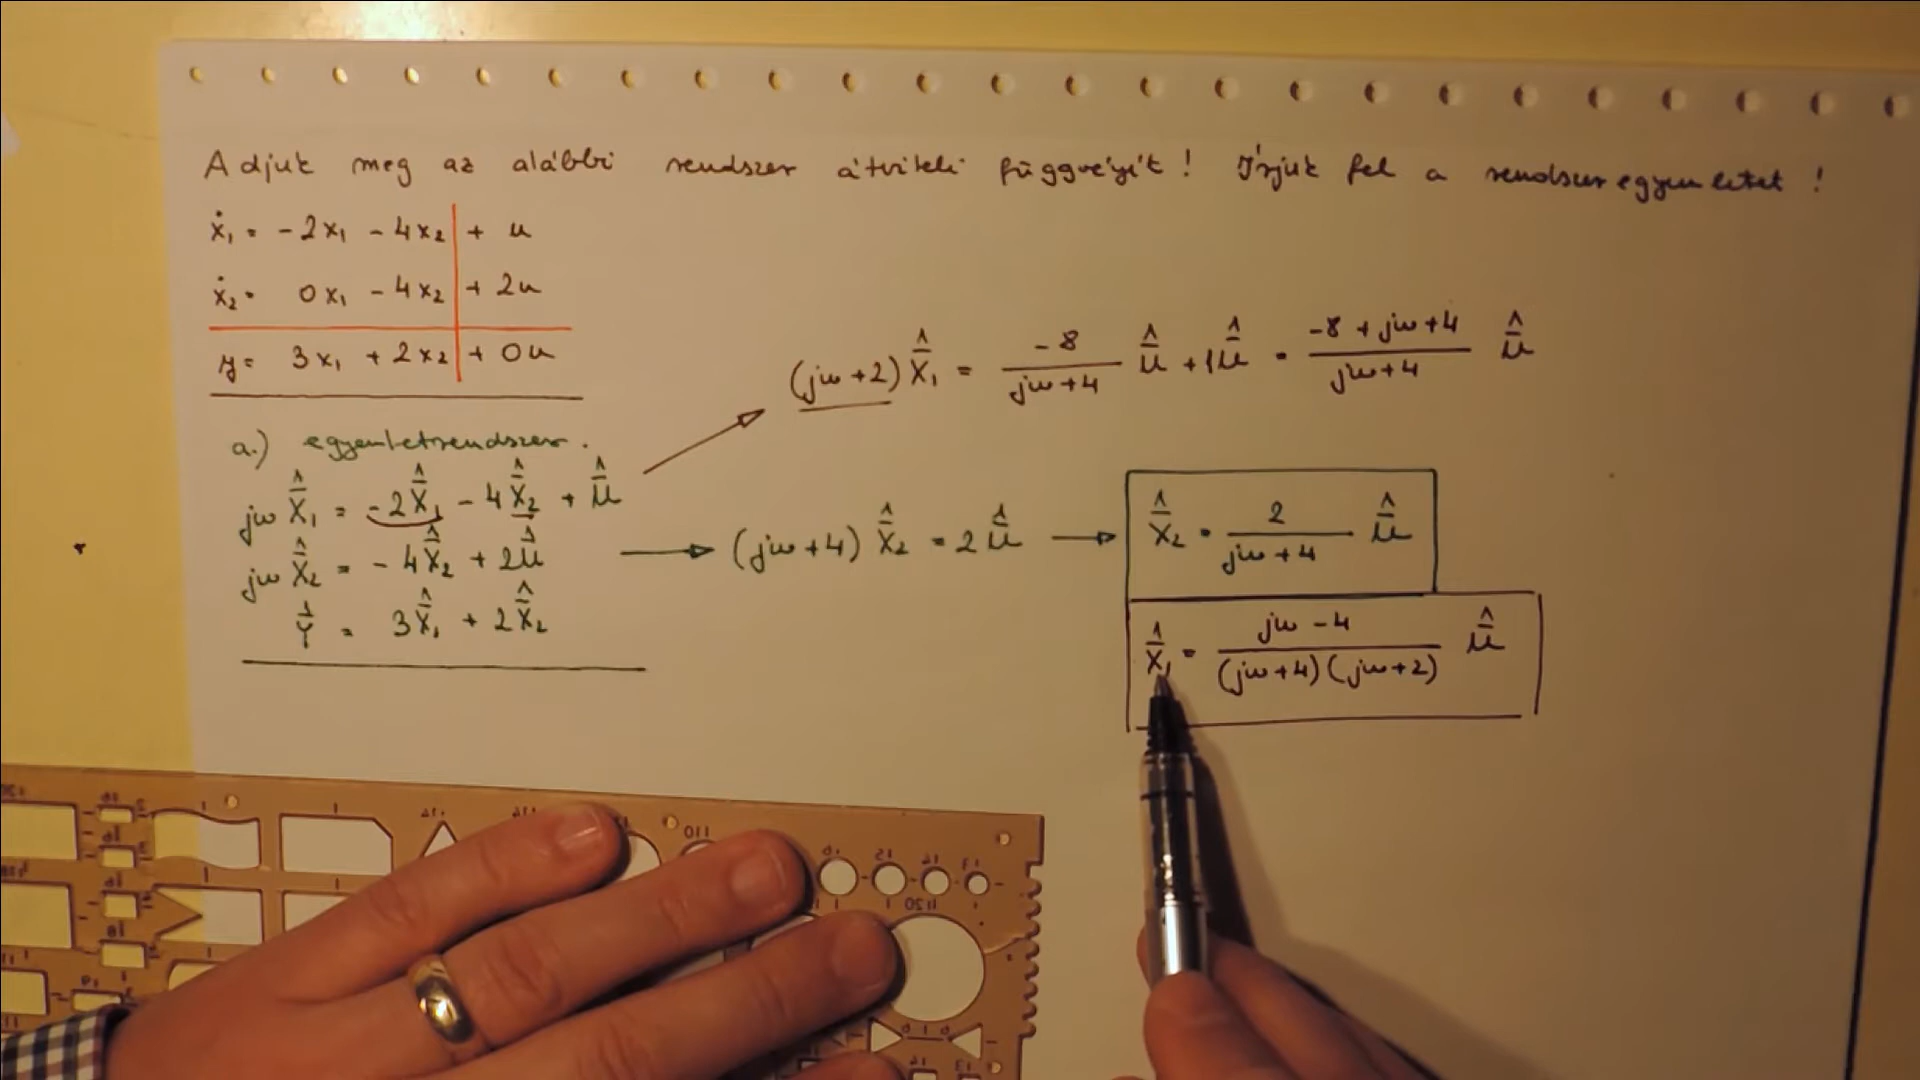 Adjuk meg az alábbi rendszer átviteli függvényét! Írjuk fel a rendszeregyenletet!
ẋ₁ = -2x₁ - 4x₂ + u
ẋ₂ = 0x₁ - 4x₂ + 2u
y = 3x₁ + 2x₂ + 0u
(jω+2) X̂₁ = -8/(jω+4) Û + 1Û = (-8+jω+4)/(jω+4) Û
a.) egyenletrendszer.
jω X̂₁ = -2X̂₁ - 4X̂₂ + Û
jω X̂₂ = -4X̂₂ + 2Û → (jω+4) X̂₂ = 2Û → X̂₂ = 2/(jω+4) Û
Ŷ = 3X̂₁ + 2X̂₂
X̂₁ = (jω-4)/((jω+4)(jω+2)) Û
110